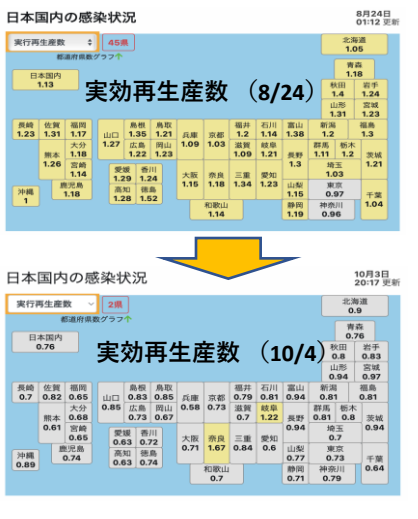 日本国内の感染状況
8月24日
01:12 更新
実行再生産数
45県
都道府県数グラフ↑
日本国内
1.13
実効再生産数 （8/24）
北海道
1.05
青森
1.18
秋田 岩手
1.4 1.24
山形 宮城
1.31 1.23
長崎 佐賀 福岡
1.23 1.31 1.17
大分
1.18
熊本
1.26
宮崎
1.14
鹿児島
1.18
沖縄
1
山口
1.27
島根 鳥取
1.35 1.21
広島 岡山
1.22 1.23
愛媛 香川
1.29 1.24
高知 徳島
1.28 1.52
兵庫 京都
1.09 1.03
福井 石川 富山
1.2 1.14 1.38
滋賀 岐阜
1.09 1.21
大阪 奈良 三重 愛知
1.15 1.18 1.34 1.23
和歌山
1.14
新潟 福島
1.2 1.3
長野
1.3
群馬 栃木
1.11 1.2
茨城
1.21
埼玉
1.03
山梨 東京
1.15 0.97
静岡 神奈川
1.19 0.96
千葉
1.04
日本国内の感染状況
10月3日
20:17 更新
実行再生産数
2県
都道府県数グラフ↑
日本国内
0.76
実効再生産数 （10/4）
北海道
0.9
青森
0.76
秋田 岩手
0.8 0.83
山形 宮城
0.94 0.97
長崎 佐賀 福岡
0.7 0.82 0.65
大分
0.68
熊本
0.61
宮崎
0.65
鹿児島
0.74
沖縄
0.89
山口
0.85
島根 鳥取
0.83 0.85
広島 岡山
0.73 0.67
愛媛 香川
0.63 0.72
高知 徳島
0.63 0.74
兵庫 京都
0.58 0.73
福井 石川 富山
0.79 0.81 0.94
滋賀 岐阜
0.7 1.22
大阪 奈良 三重 愛知
0.71 1.67 0.84 0.6
和歌山
0.7
新潟 福島
0.81 0.81
長野
0.94
群馬 栃木
0.81 0.8
茨城
0.94
埼玉
0.7
山梨 東京
0.77 0.73
静岡 神奈川
0.71 0.79
千葉
0.64